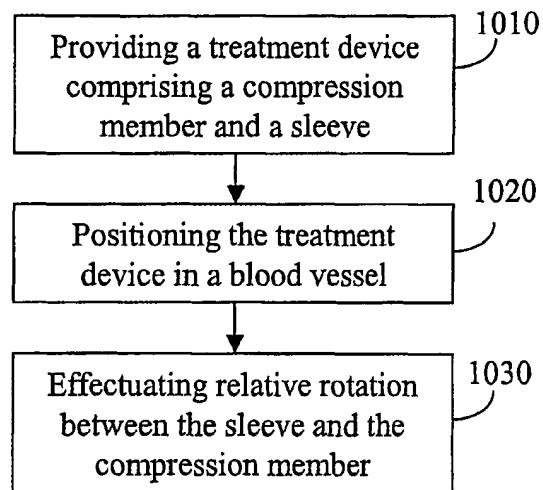 1010
Providing a treatment device
comprising a compression
member and a sleeve
1020
Positioning the treatment
device in a blood vessel
1030
Effectuating relative rotation
between the sleeve and the
compression member